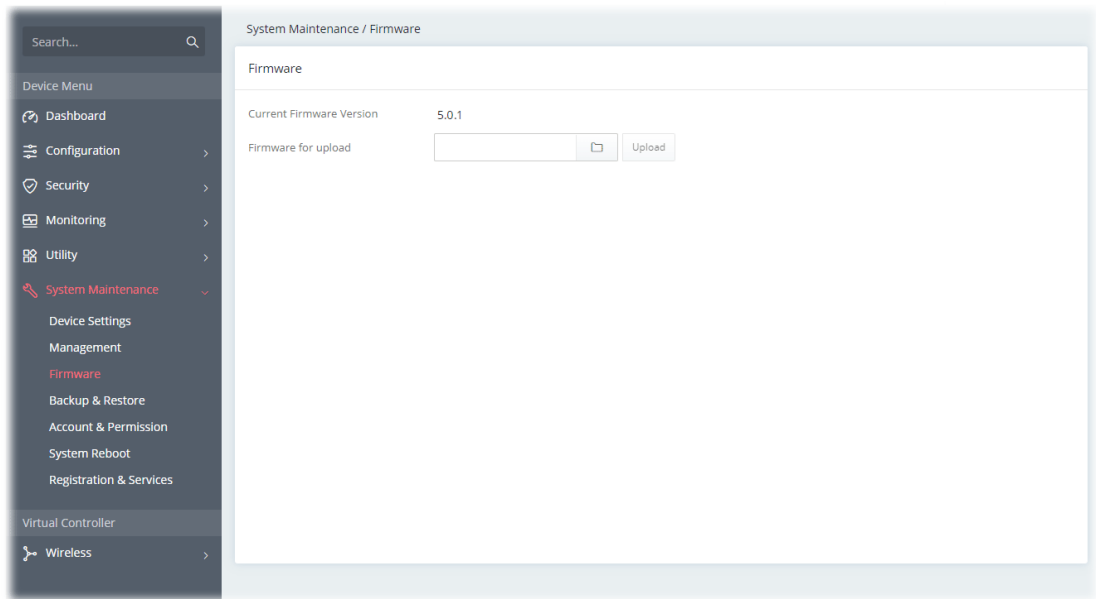 Search...
Device Menu
Dashboard
Configuration
Security
Monitoring
Utility
System Maintenance
Device Settings
Management
Firmware
Backup & Restore
Account & Permission
System Reboot
Registration & Services
Virtual Controller
Wireless
System Maintenance / Firmware
Firmware
Current Firmware Version 5.0.1
Firmware for upload Upload